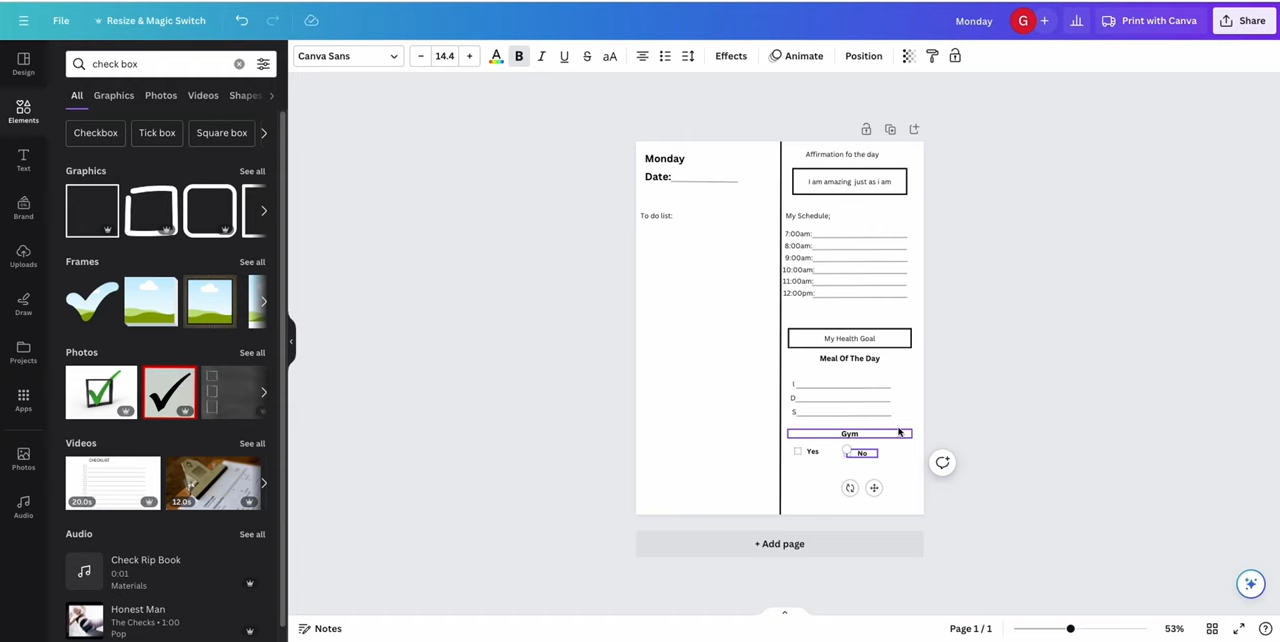 File
Resize & Magic Switch
Monday
G
+
Print with Canva
Share
Design
Elements
Text
Brand
Uploads
Draw
Projects
Apps
Photos
Audio
check box
All
Graphics
Photos
Videos
Shapes
Checkbox
Tick box
Square box
Graphics
See all
Frames
See all
Photos
See all
Videos
See all
CHECKLIST
20.0s
12.0s
Audio
See all
Check Rip Book
0:01
Materials
Honest Man
The Checks • 1:00
Pop
Canva Sans
– 14.4 +
A
B
I
U
S
aA
Effects
Animate
Position
Monday
Date:
To do list:
Affirmation fo the day
I am amazing just as i am
My Schedule;
7:00am:
8:00am:
9:00am:
10:00am:
11:00am:
12:00pm:
My Health Goal
Meal Of The Day
l
D
S
Gym
Yes
No
+ Add page
Notes
Page 1 / 1
53%